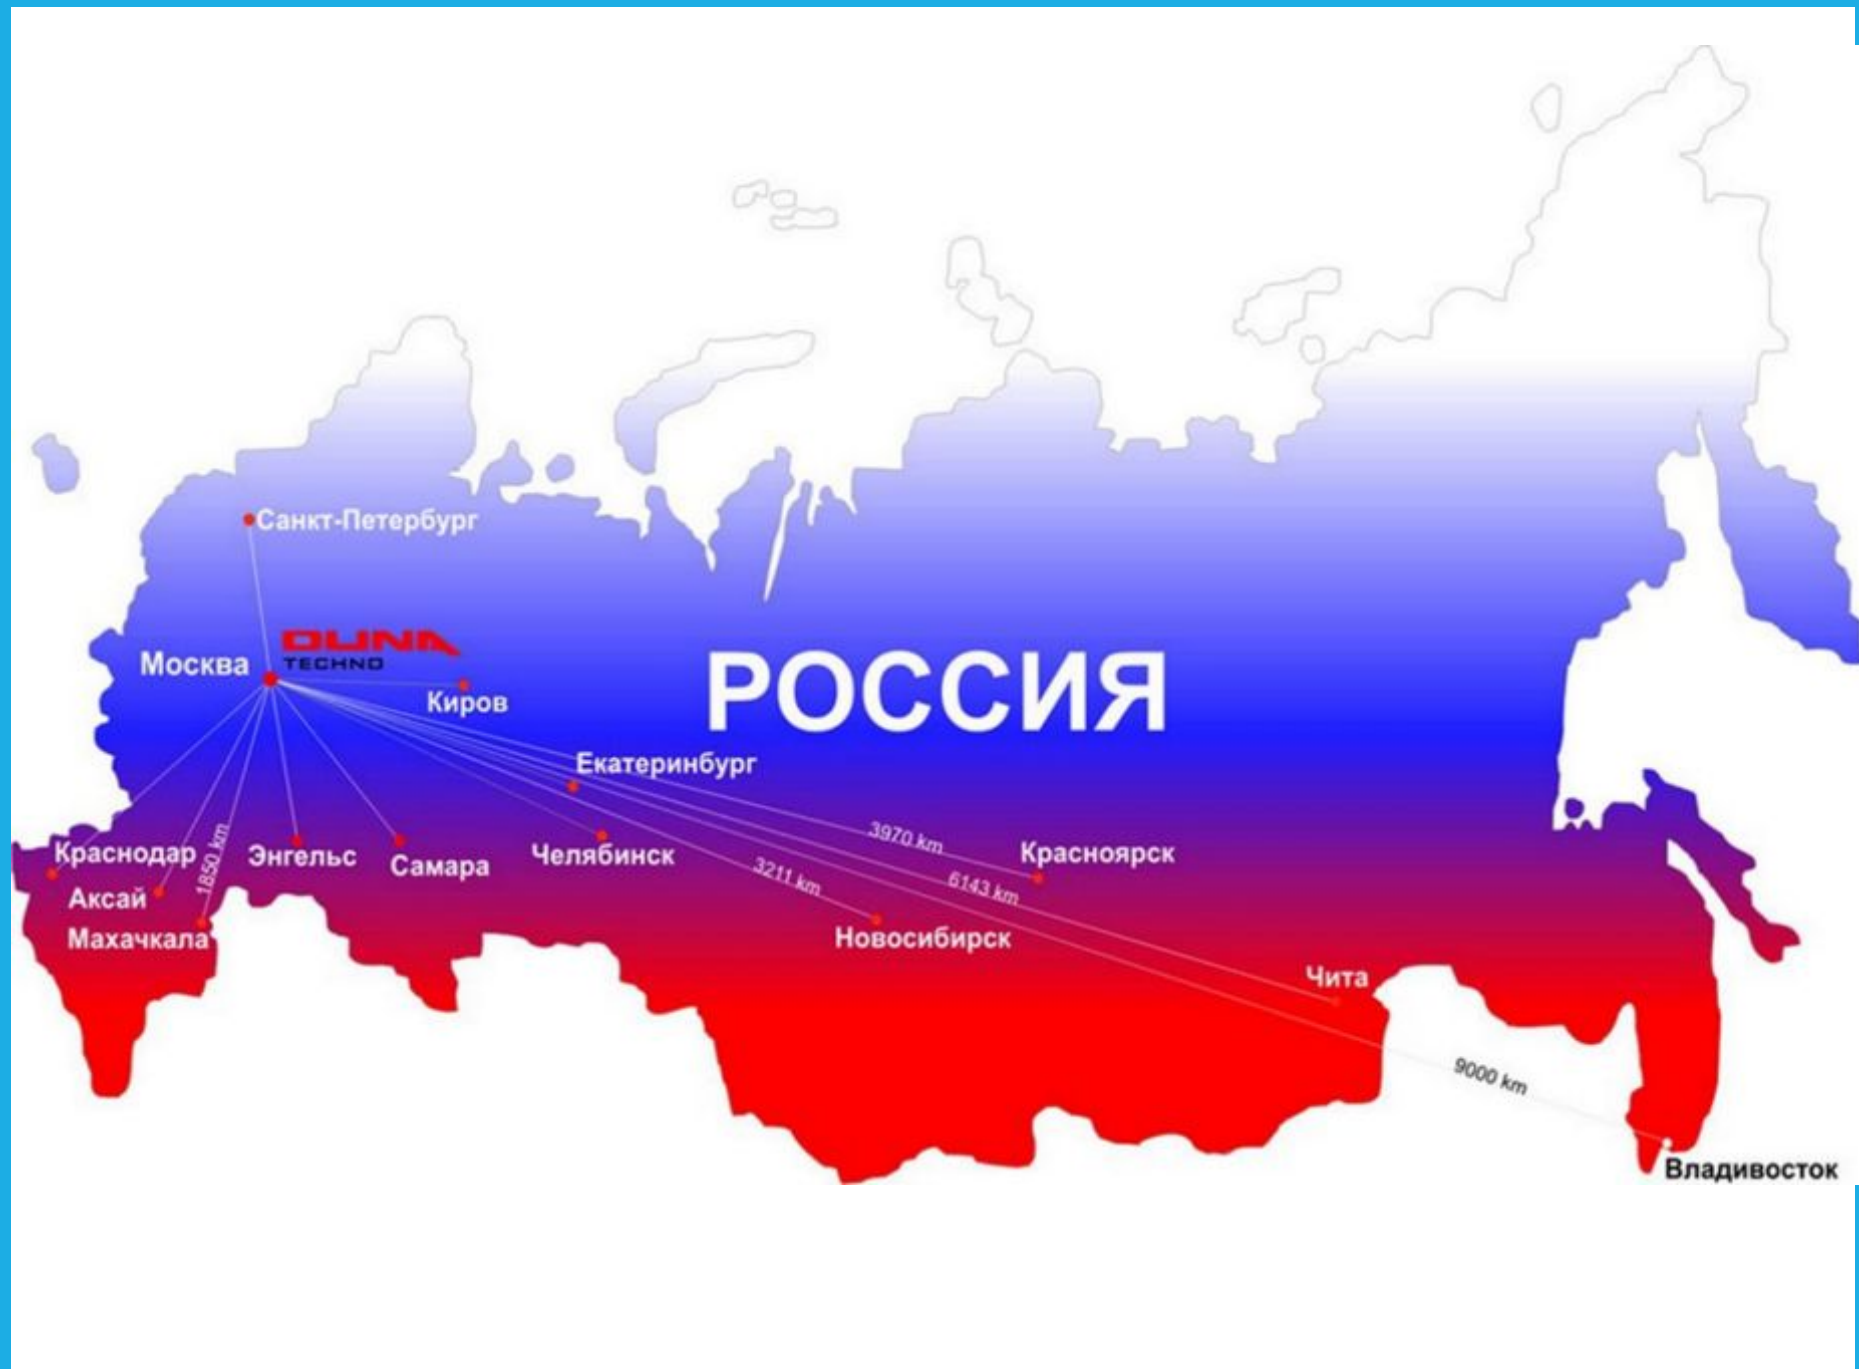 Санкт-Петербург
DUNA
TECHNO
Москва
Киров
РОССИЯ
Екатеринбург
3970 km
Краснодар
1850 km
Энгельс
Самара
Челябинск
3211 km
6143 km
Красноярск
Аксай
Махачкала
Новосибирск
Чита
9000 km
Владивосток